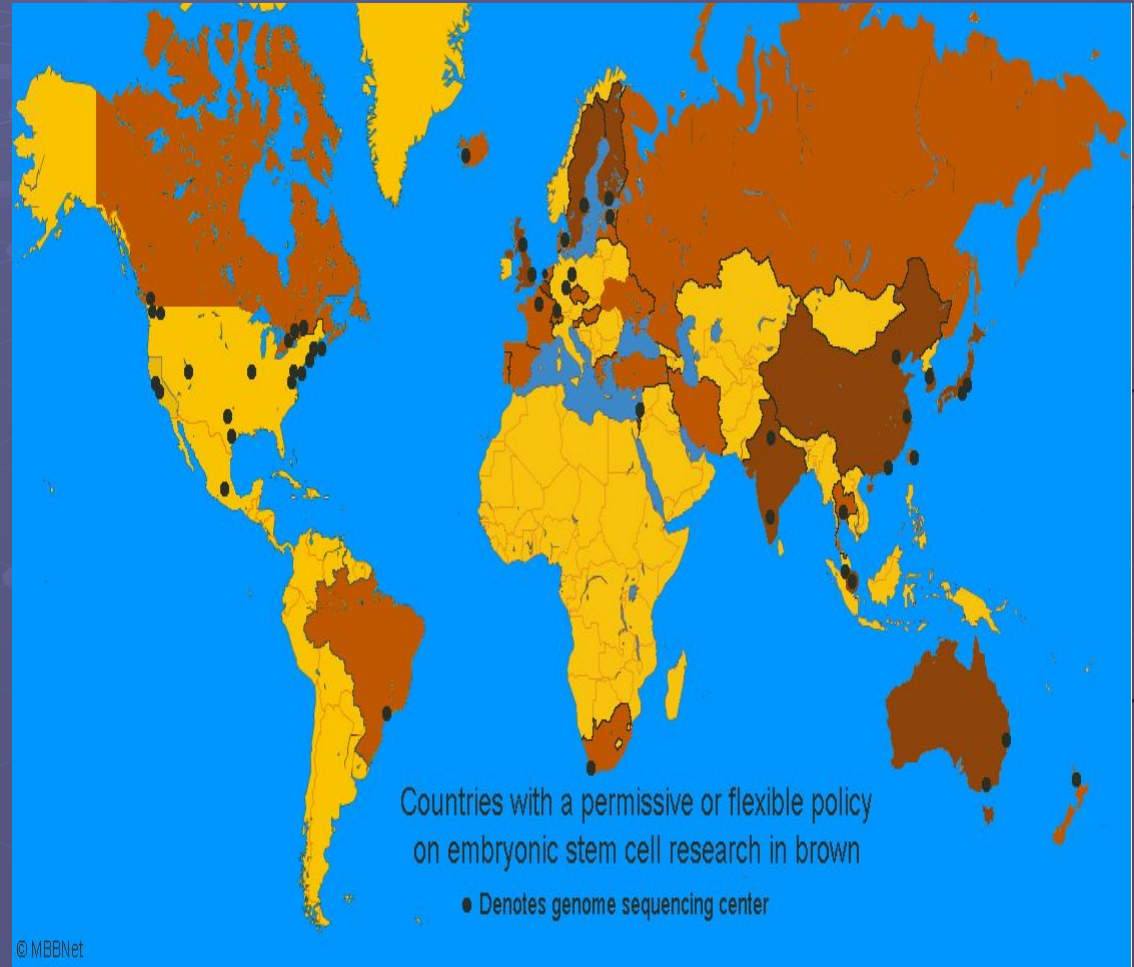 Countries with a permissive or flexible policy
on embryonic stem cell research in brown
● Denotes genome sequencing center
© MBBNet